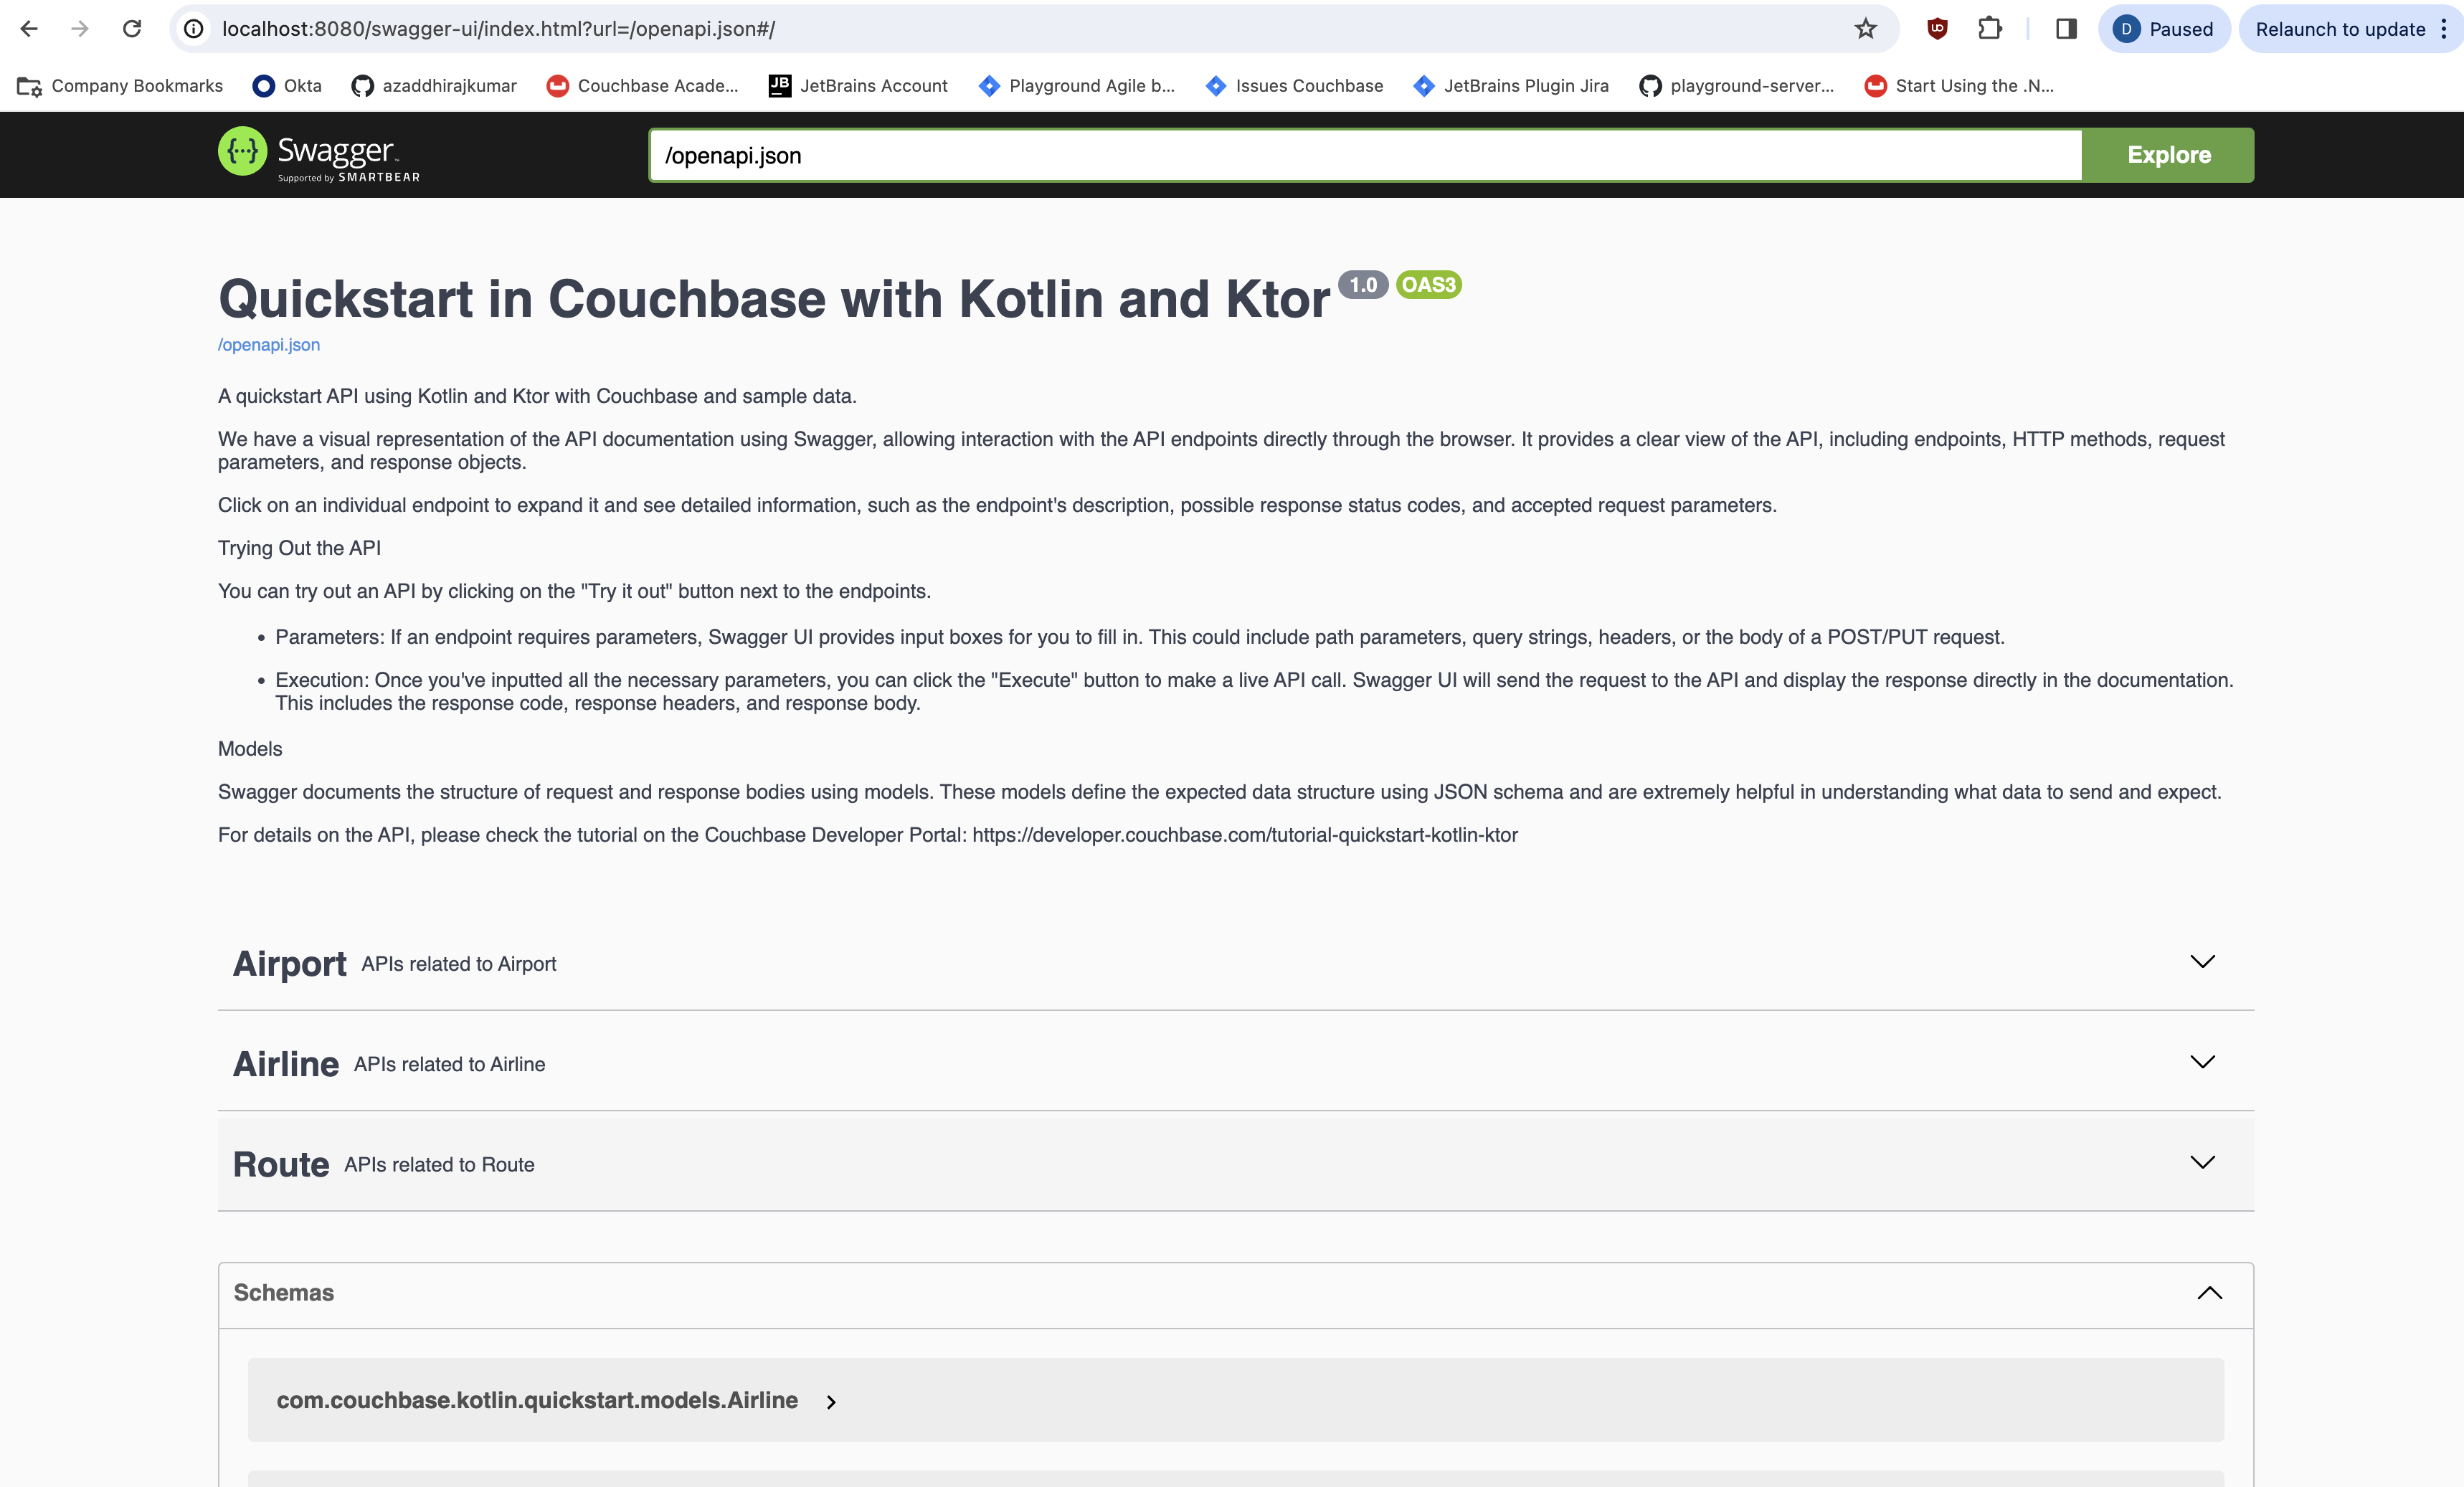 localhost:8080/swagger-ui/index.html?url=/openapi.json#/
D Paused
Relaunch to update
Company Bookmarks
Okta
azaddhirajkumar
Couchbase Acade...
JB JetBrains Account
Playground Agile b...
Issues Couchbase
JetBrains Plugin Jira
playground-server...
Start Using the .N...
{···} Swagger
Supported by SMARTBEAR
/openapi.json
Explore
Quickstart in Couchbase with Kotlin and Ktor 1.0 OAS3
/openapi.json
A quickstart API using Kotlin and Ktor with Couchbase and sample data.
We have a visual representation of the API documentation using Swagger, allowing interaction with the API endpoints directly through the browser. It provides a clear view of the API, including endpoints, HTTP methods, request
parameters, and response objects.
Click on an individual endpoint to expand it and see detailed information, such as the endpoint's description, possible response status codes, and accepted request parameters.
Trying Out the API
You can try out an API by clicking on the "Try it out" button next to the endpoints.
• Parameters: If an endpoint requires parameters, Swagger UI provides input boxes for you to fill in. This could include path parameters, query strings, headers, or the body of a POST/PUT request.
• Execution: Once you've inputted all the necessary parameters, you can click the "Execute" button to make a live API call. Swagger UI will send the request to the API and display the response directly in the documentation.
This includes the response code, response headers, and response body.
Models
Swagger documents the structure of request and response bodies using models. These models define the expected data structure using JSON schema and are extremely helpful in understanding what data to send and expect.
For details on the API, please check the tutorial on the Couchbase Developer Portal: https://developer.couchbase.com/tutorial-quickstart-kotlin-ktor
Airport APIs related to Airport
Airline APIs related to Airline
Route APIs related to Route
Schemas
com.couchbase.kotlin.quickstart.models.Airline